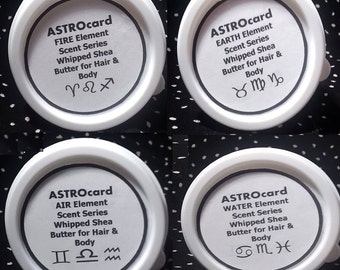 ASTROcard
FIRE Element
Scent Series
Whipped Shea
Butter for Hair &
Body
♈ ♌ ♐
ASTROcard
EARTH Element
Scent Series
Whipped Shea
Butter for Hair &
Body
♉ ♍ ♑
ASTROcard
AIR Element
Scent Series
Whipped Shea
Butter for Hair &
Body
♊ ♎ ♒
ASTROcard
WATER Element
Scent Series
Whipped Shea
Butter for Hair &
Body
♋ ♏ ♓